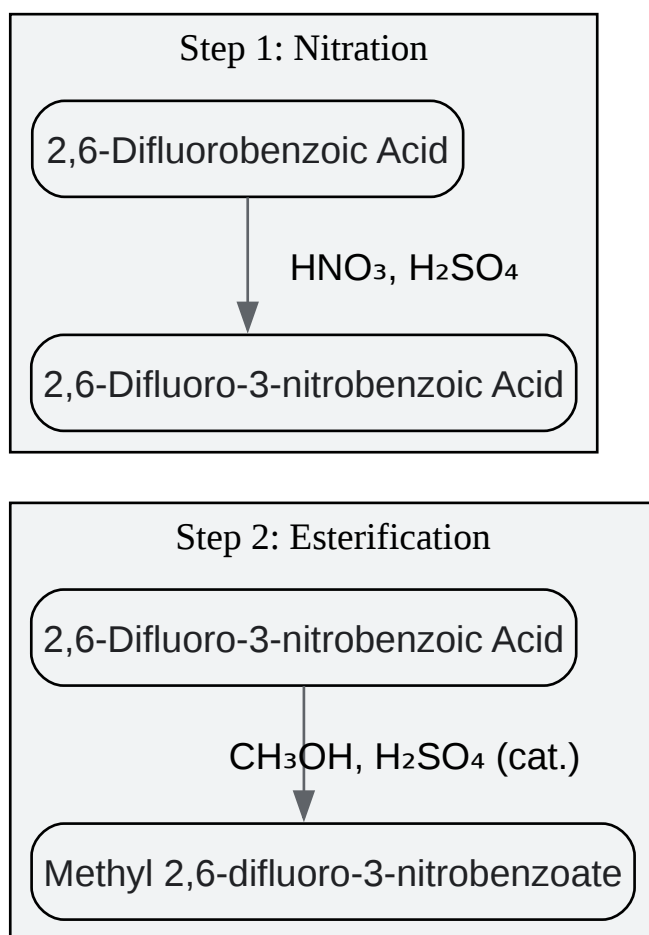 Step 1: Nitration
2,6-Difluorobenzoic Acid
HNO₃, H₂SO₄
2,6-Difluoro-3-nitrobenzoic Acid
Step 2: Esterification
2,6-Difluoro-3-nitrobenzoic Acid
CH₃OH, H₂SO₄ (cat.)
Methyl 2,6-difluoro-3-nitrobenzoate